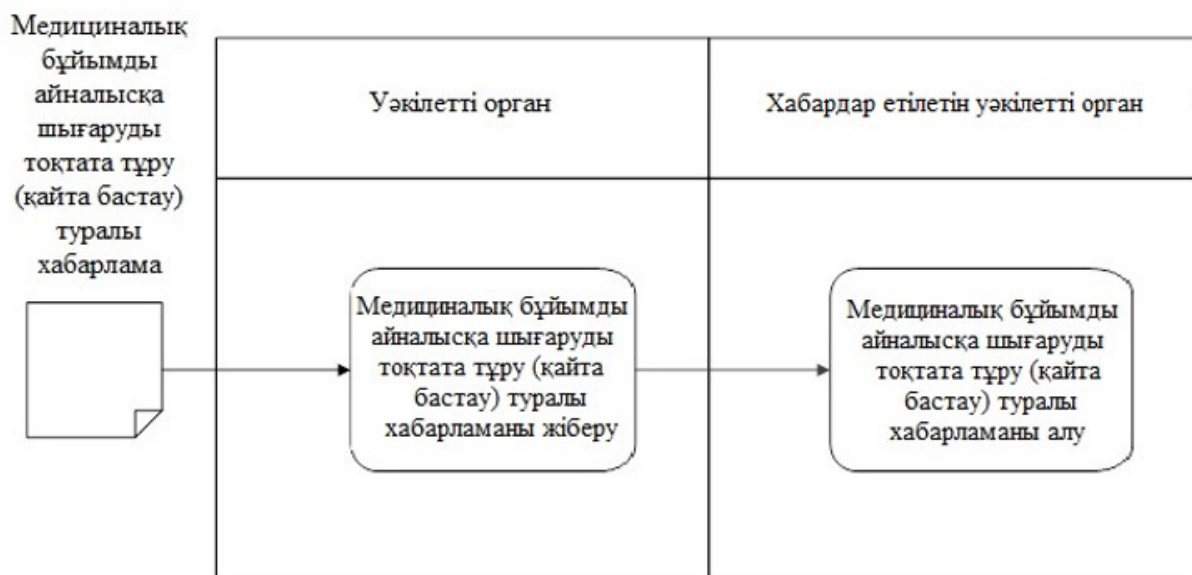 Медициналық
бұйымды
айналысқа
шығаруды
тоқтата тұру
(қайта бастау)
туралы
хабарлама
Уәкілетті орган
Хабардар етілетін уәкілетті орган
Медициналық бұйымды
айналысқа шығаруды
тоқтата тұру (қайта
бастау) туралы
хабарламаны жіберу
Медициналық бұйымды
айналысқа шығаруды
тоқтата тұру (қайта
бастау) туралы
хабарламаны алу